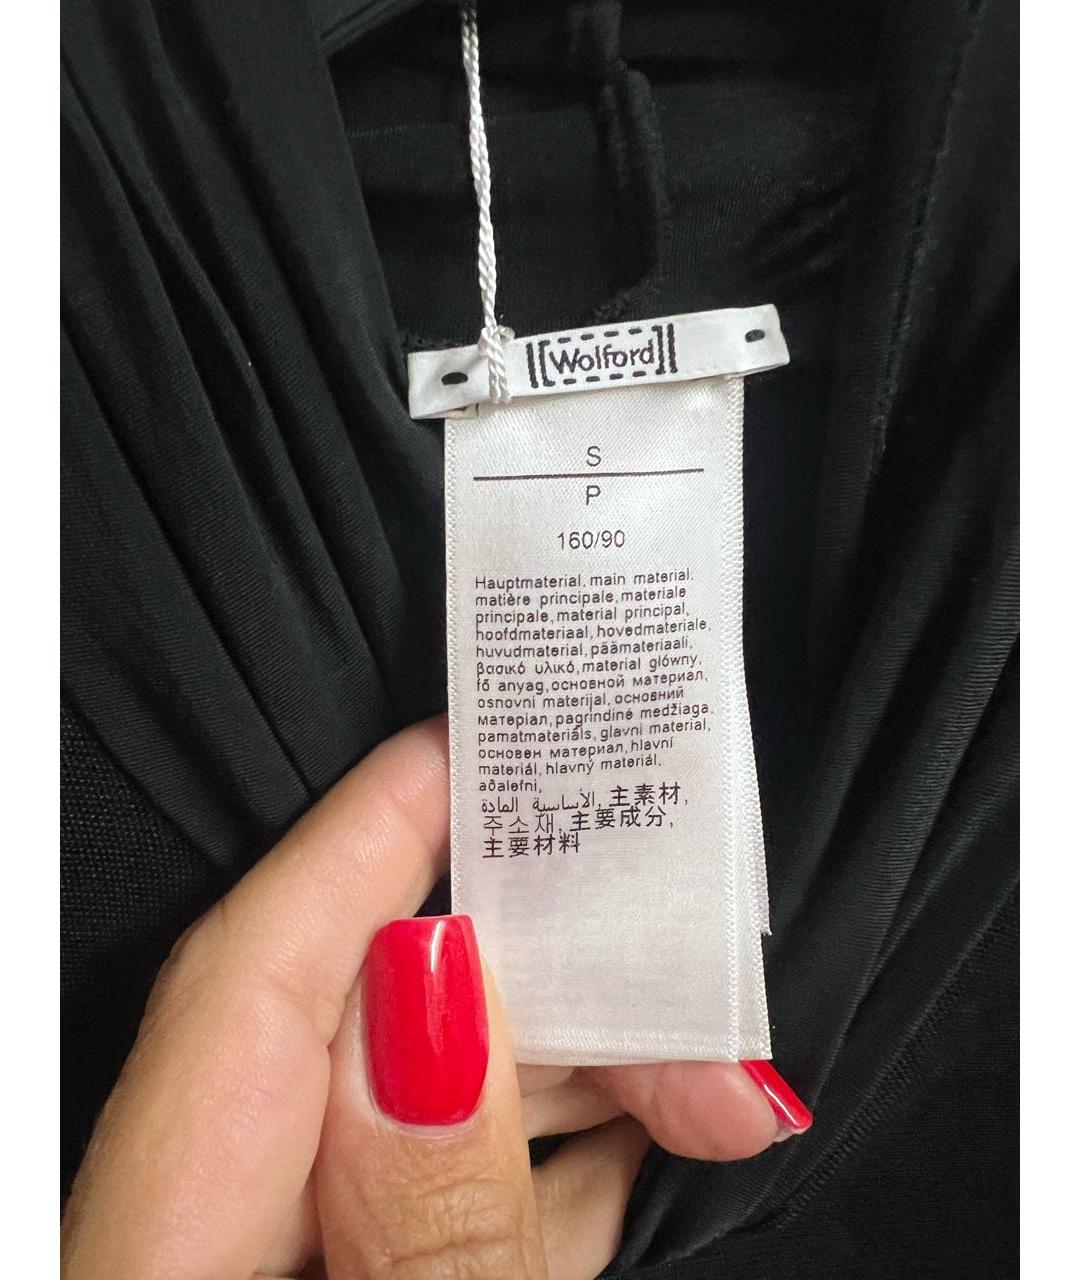 Wolford
S
P
160/90
Hauptmaterial, main material,
matière principale, materiale
principale, material principal,
hoofdmateriaal, hovedmateriale,
huvudmaterial, päämateriaali,
βασικό υλικό, material główny,
fő anyag, основной материал,
osnovni materijal, основний
матеріал, pagrindinė medžiaga,
pamatmateriāls, glavni material,
основен материал, hlavní
materiál, hlavný materiál,
aðalefni,
الأساسية المادة, 主素材,
주소재, 主要成分,
主要材料